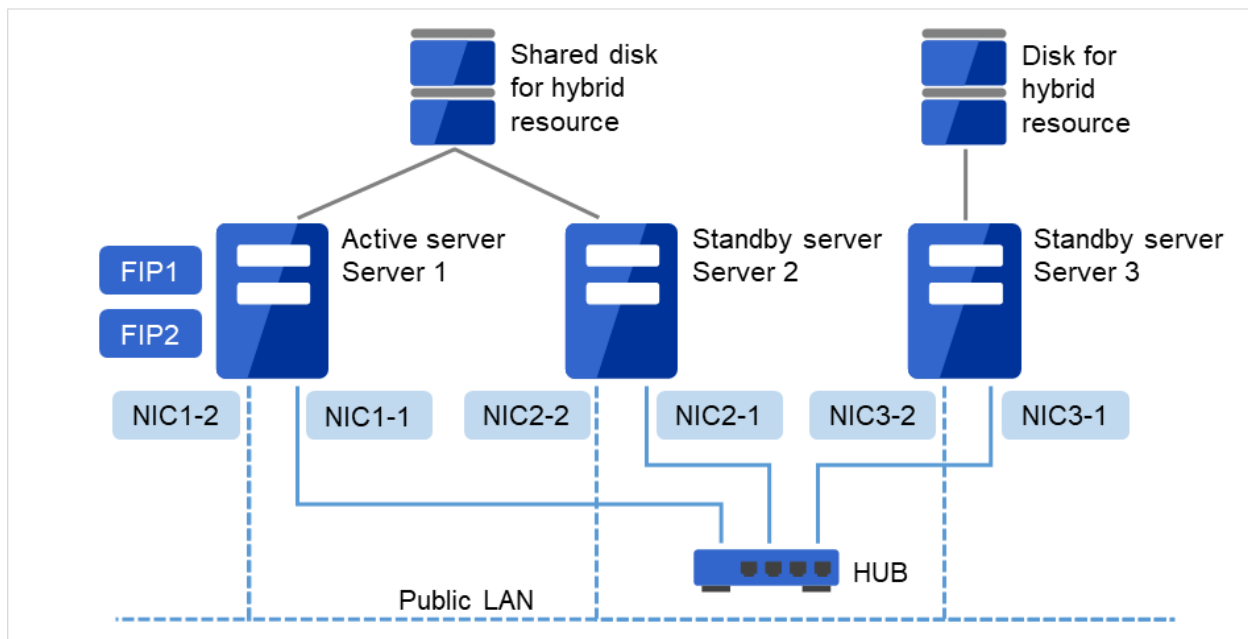 Shared disk
for hybrid
resource
Disk for
hybrid
resource
Active server
Server 1
Standby server
Server 2
Standby server
Server 3
FIP1
FIP2
NIC1-2
NIC1-1
NIC2-2
NIC2-1
NIC3-2
NIC3-1
HUB
Public LAN